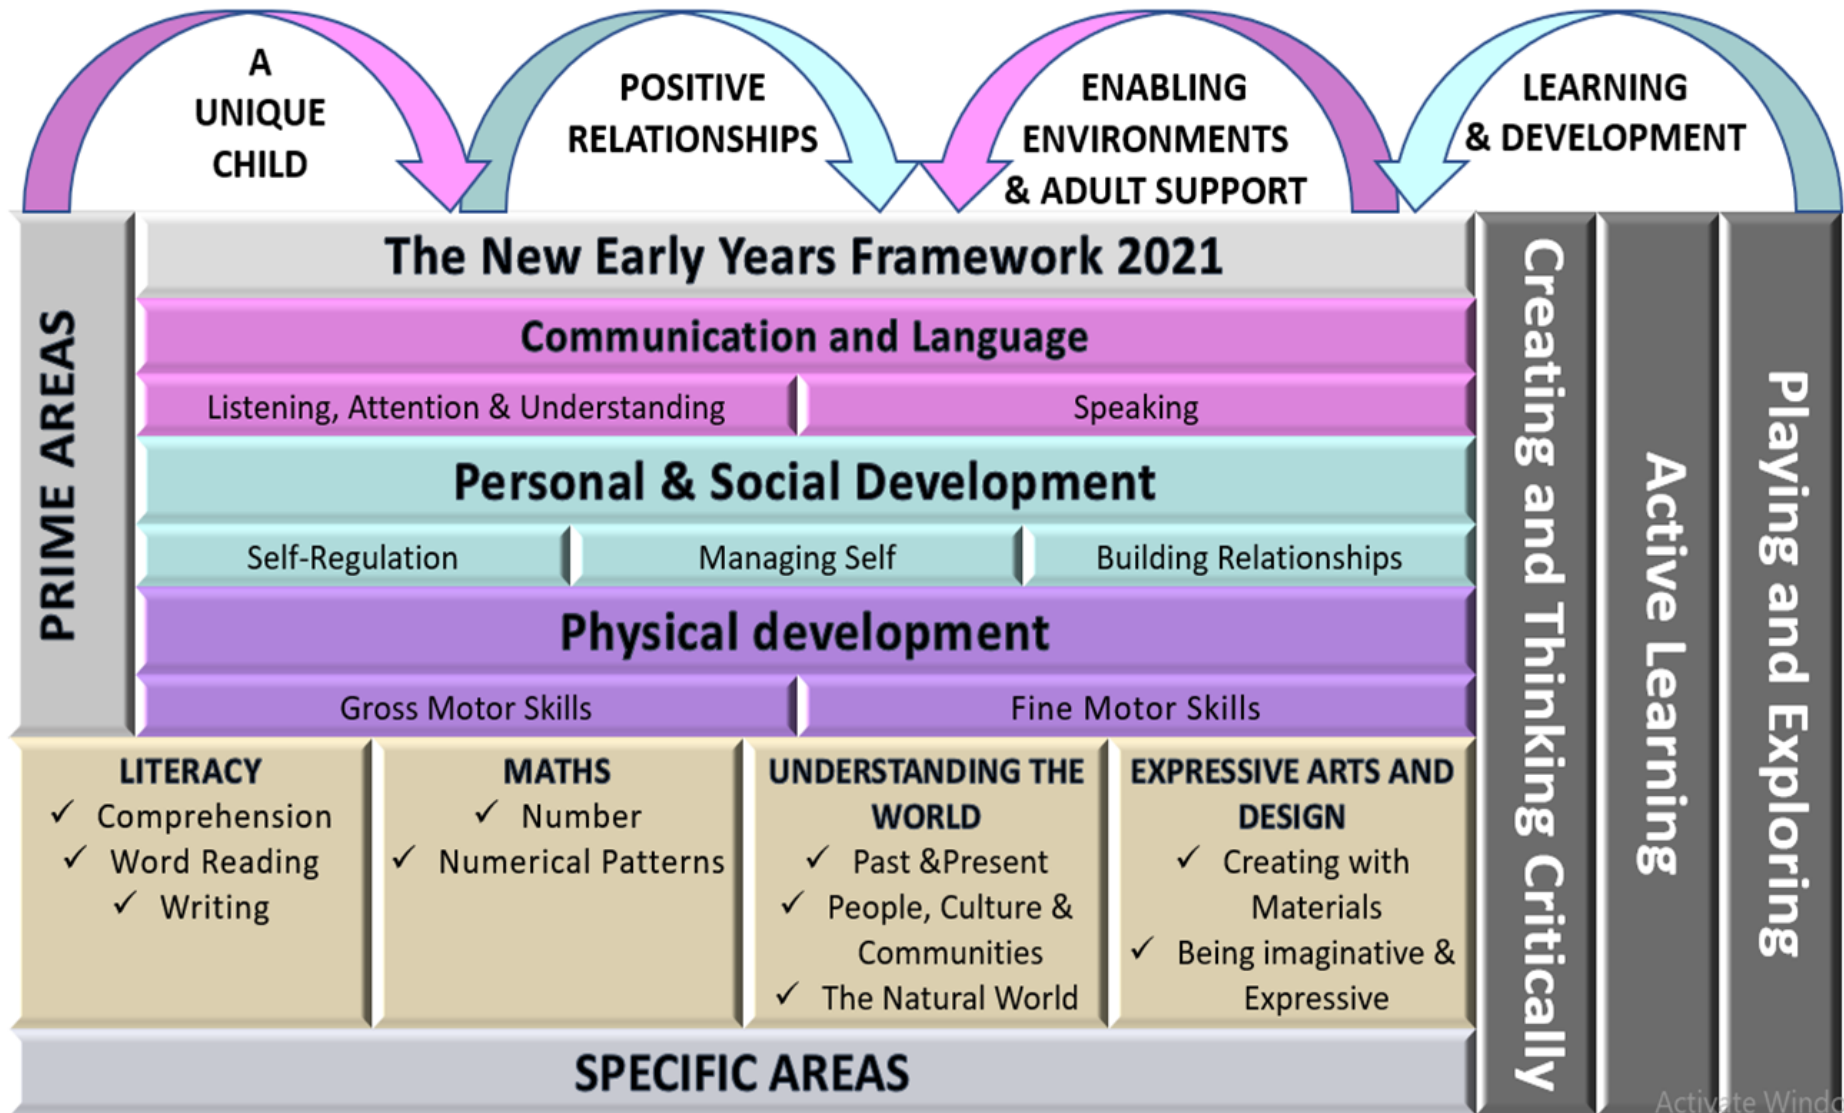 A
UNIQUE
CHILD
POSITIVE
RELATIONSHIPS
ENABLING
ENVIRONMENTS
& ADULT SUPPORT
LEARNING
& DEVELOPMENT
PRIME AREAS
The New Early Years Framework 2021
Communication and Language
Listening, Attention & Understanding
Speaking
Personal & Social Development
Self-Regulation
Managing Self
Building Relationships
Physical development
Gross Motor Skills
Fine Motor Skills
LITERACY
✓ Comprehension
✓ Word Reading
✓ Writing
MATHS
✓ Number
✓ Numerical Patterns
UNDERSTANDING THE
WORLD
✓ Past &Present
✓ People, Culture &
Communities
✓ The Natural World
EXPRESSIVE ARTS AND
DESIGN
✓ Creating with
Materials
✓ Being imaginative &
Expressive
SPECIFIC AREAS
Creating and Thinking Critically
Active Learning
Playing and Exploring
Activate